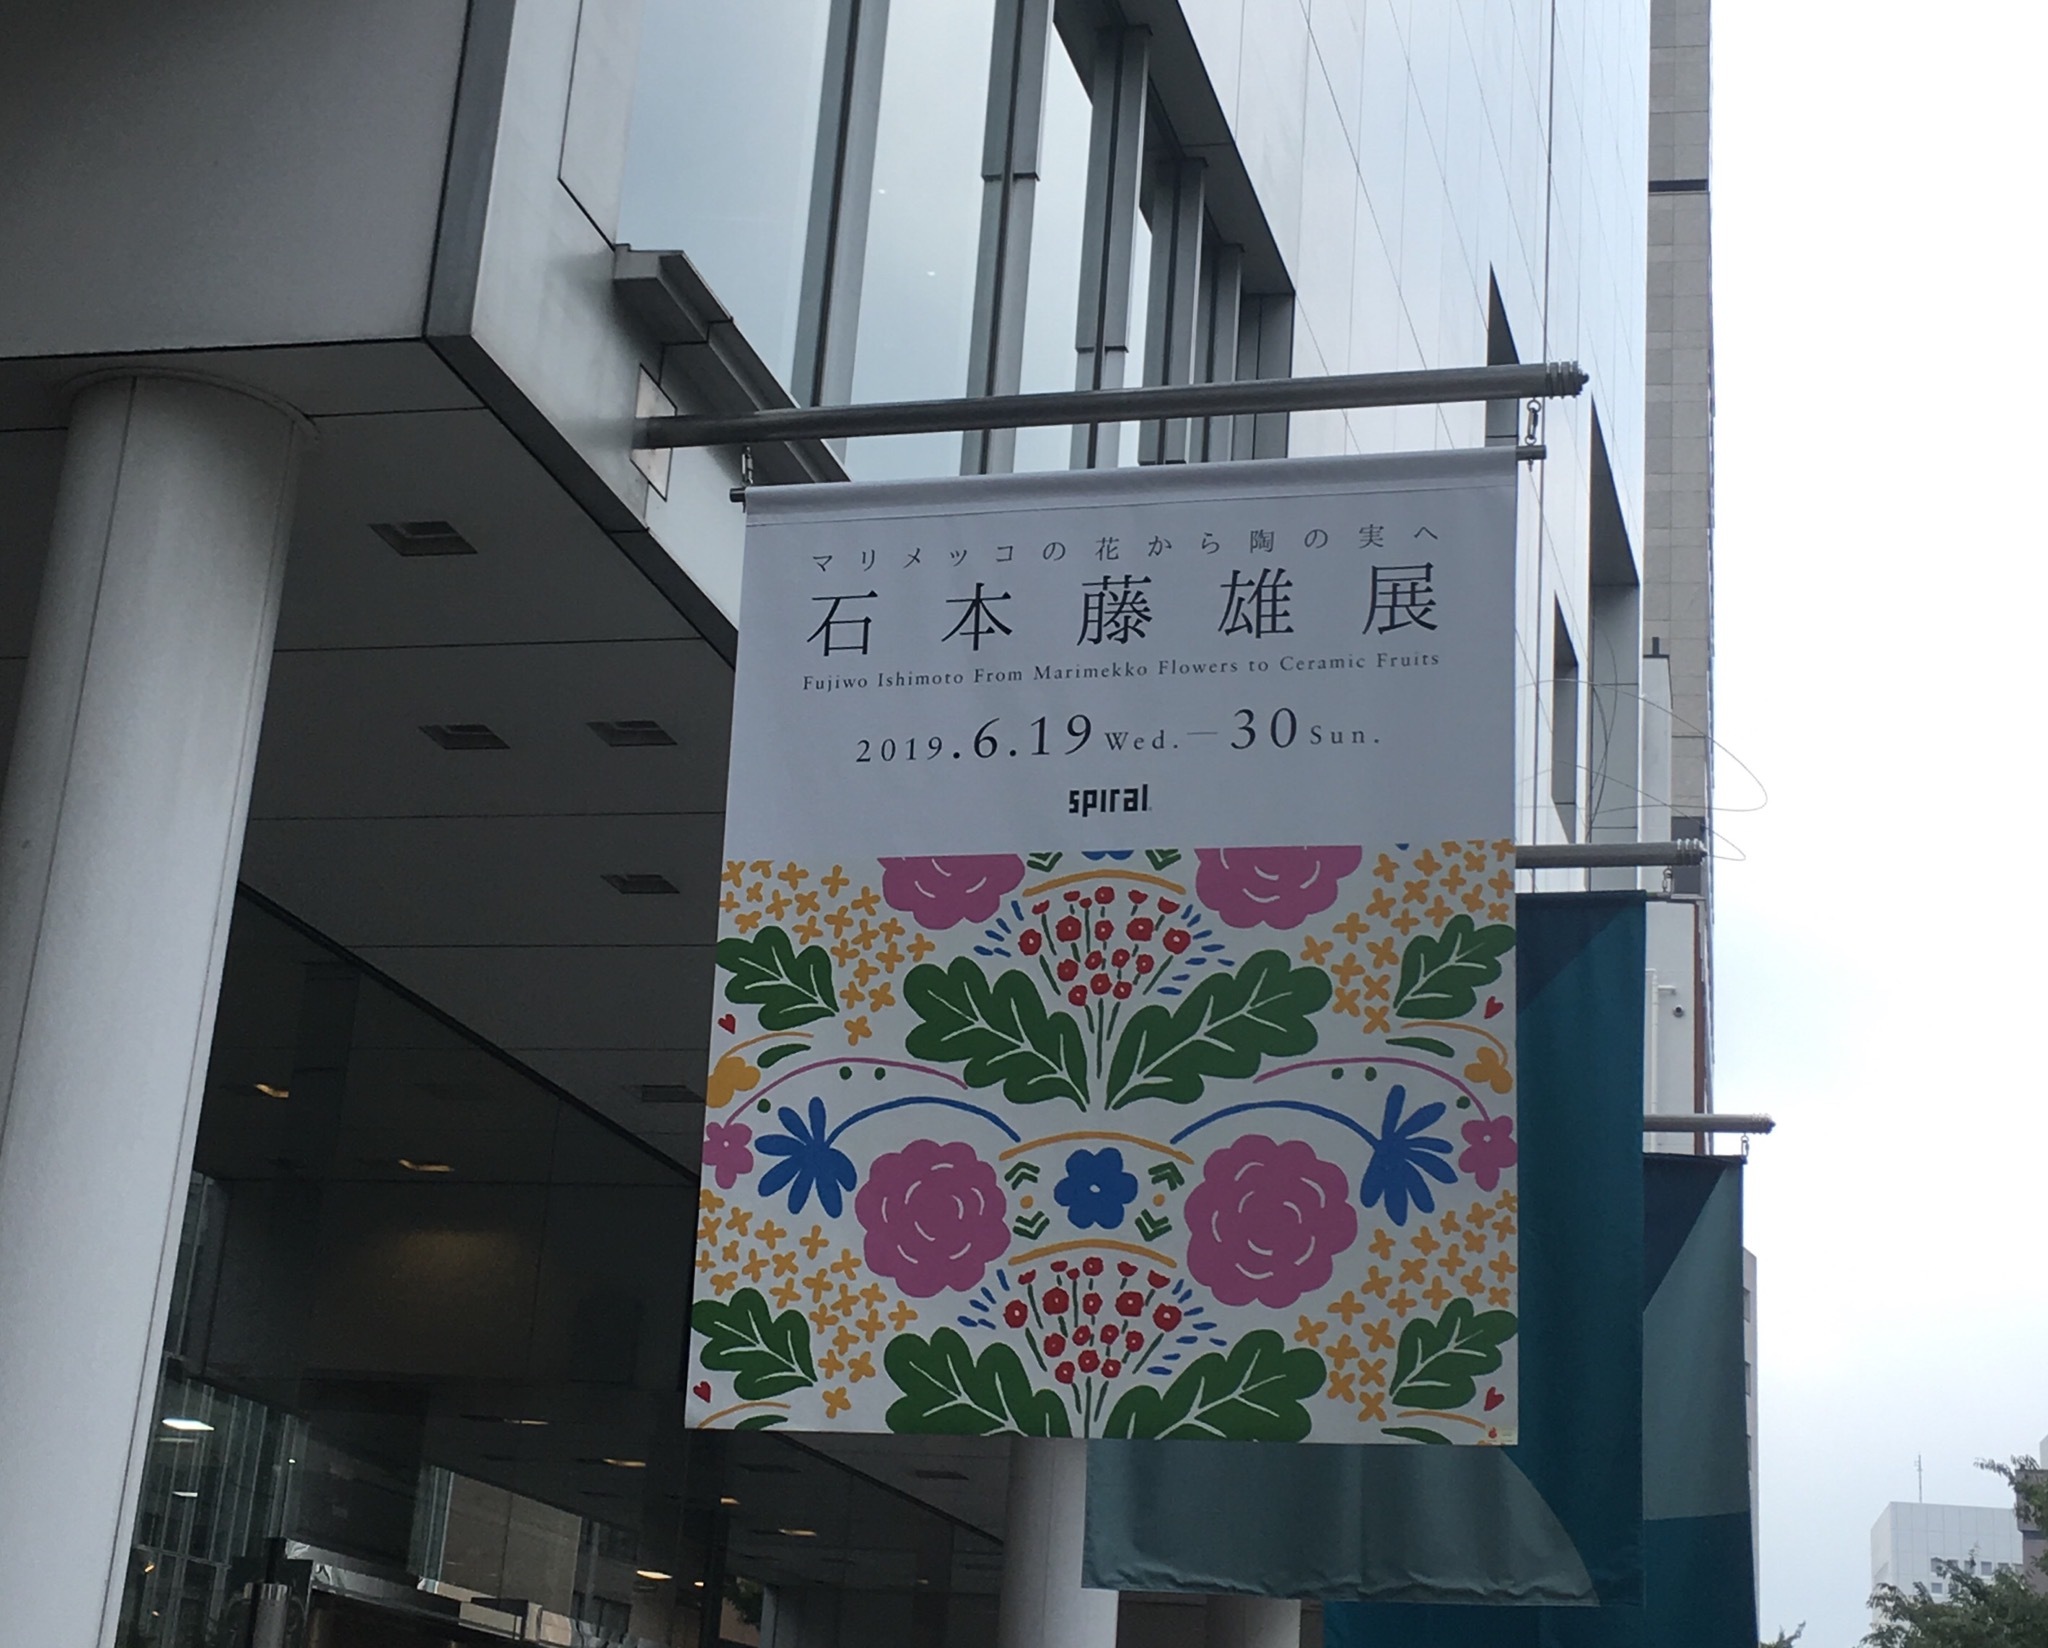 マリメッコの花から陶の実へ
石本藤雄展
Fujiwo Ishimoto From Marimekko Flowers to Ceramic Fruits
2019.6.19 Wed.—30 Sun.
spiral